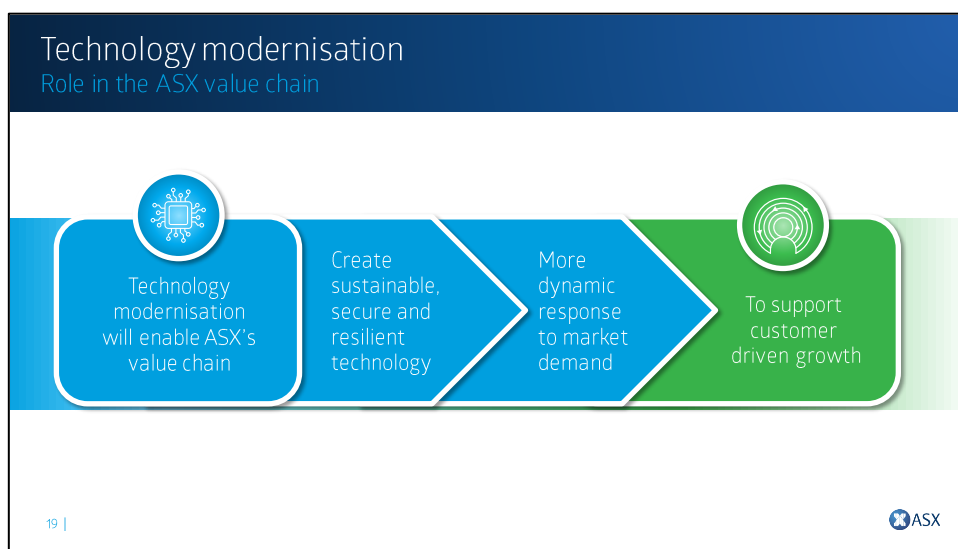 Technology modernisation
Role in the ASX value chain
Technology
modernisation
will enable ASX's
value chain
Create
sustainable,
secure and
resilient
technology
More
dynamic
response
to market
demand
To support
customer
driven growth
19 |
ASX